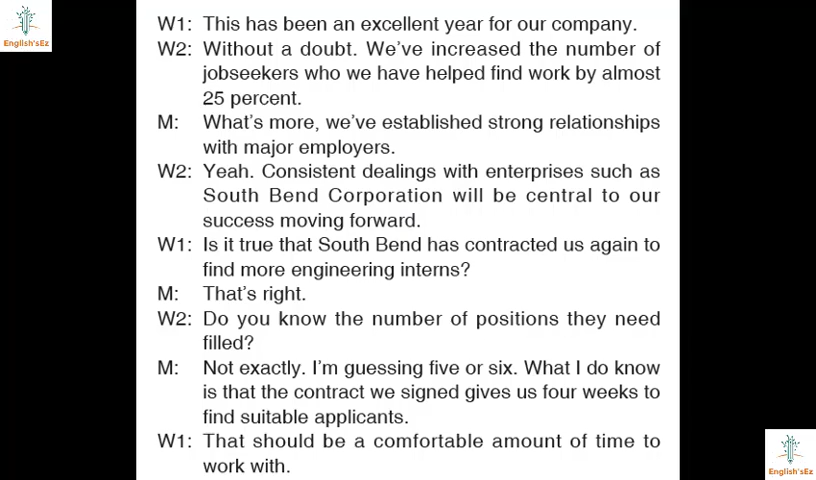 English'sEz
W1: This has been an excellent year for our company.
W2: Without a doubt. We've increased the number of
jobseekers who we have helped find work by almost
25 percent.
M: What's more, we've established strong relationships
with major employers.
W2: Yeah. Consistent dealings with enterprises such as
South Bend Corporation will be central to our
success moving forward.
W1: Is it true that South Bend has contracted us again to
find more engineering interns?
M: That's right.
W2: Do you know the number of positions they need
filled?
M: Not exactly. I'm guessing five or six. What I do know
is that the contract we signed gives us four weeks to
find suitable applicants.
W1: That should be a comfortable amount of time to
work with.
English'sEz